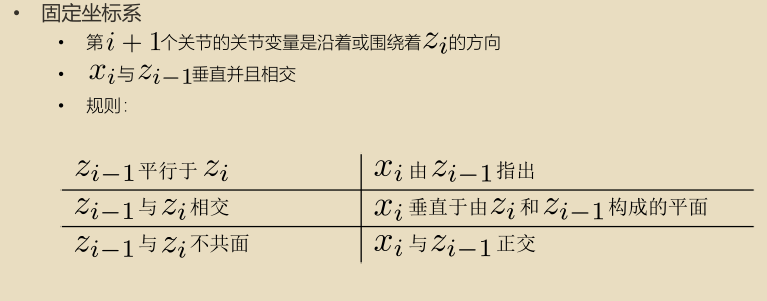 • 固定坐标系
• 第 $i+1$个关节的关节变量是沿着或围绕着$z_i$的方向
• $x_i$与$z_{i-1}$垂直并且相交
• 规则:
$z_{i-1}$平行于 $z_i$ $x_i$ 由 $z_{i-1}$指出
$z_{i-1}$与$z_i$相交 $x_i$ 垂直于由$z_i$和$z_{i-1}$构成的平面
$z_{i-1}$与$z_i$不共面 $x_i$与$z_{i-1}$正交